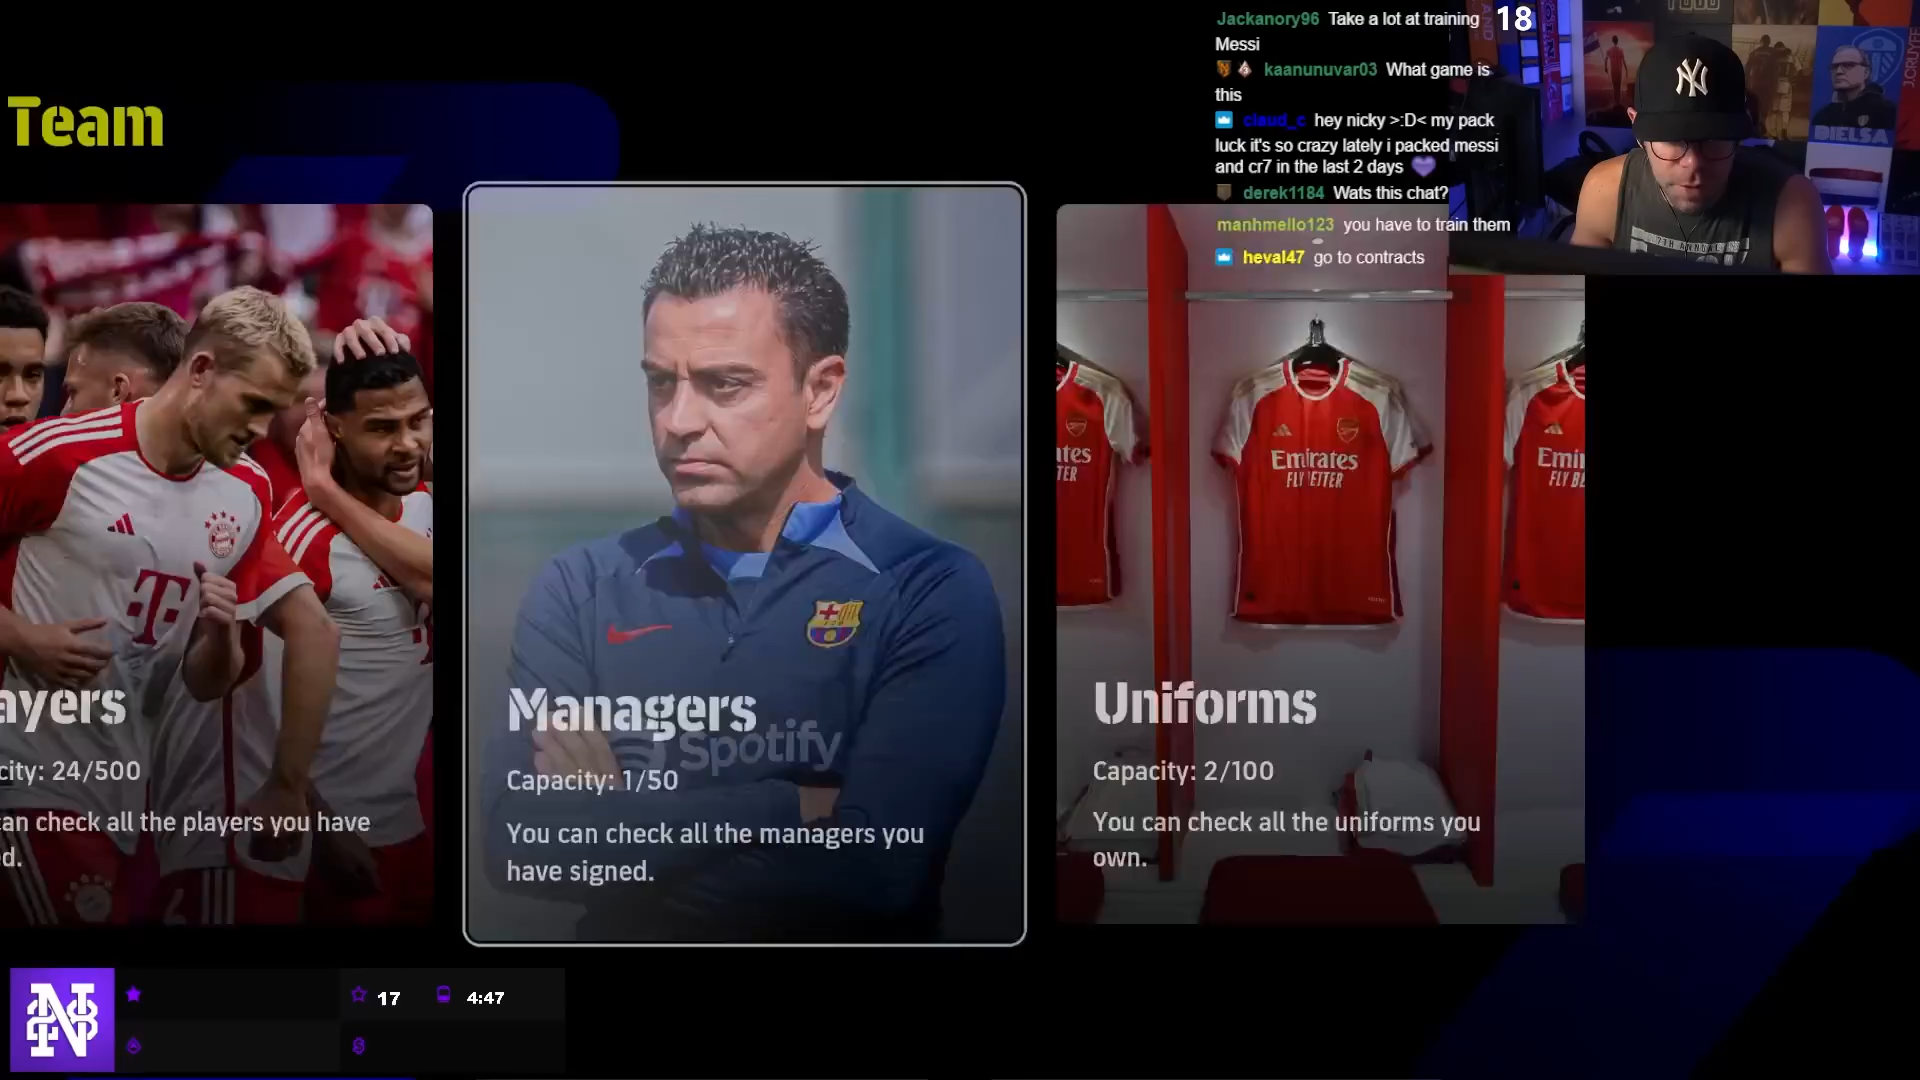 Team
Jackanory96 Take a lot at training
Messi
kaanunuvar03 What game is
this
claud_c hey nicky >:D< my pack
luck it's so crazy lately i packed messi
and cr7 in the last 2 days
derek1184 Wats this chat?
manhmello123 you have to train them
heval47 go to contracts
18
NY
BIELSA
J.CRUYFF
T
ayers
city: 24/500
can check all the players you have
d.
Spotify
Managers
Capacity: 1/50
You can check all the managers you
have signed.
Emirates
FLY BETTER
Uniforms
Capacity: 2/100
You can check all the uniforms you
own.
17
4:47